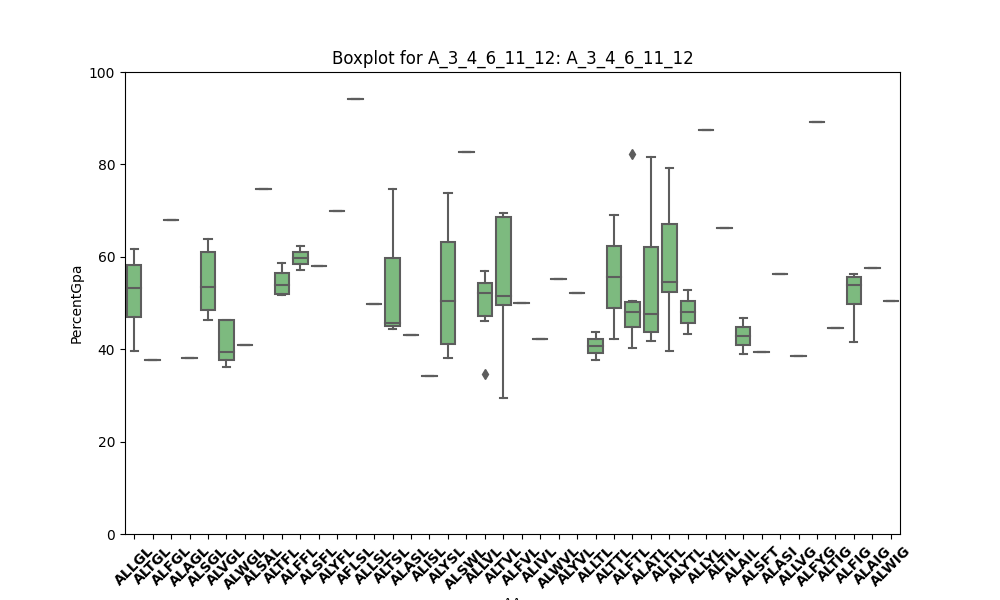 Boxplot for A_3_4_6_11_12: A_3_4_6_11_12
PercentGpa
100
80
60
40
20
0
ALLGL
ALTGL
ALFGL
ALAGL
ALSGL
ALVGL
ALWGL
ALSAL
ALTFL
ALFFL
ALSFL
ALYFL
AFLSL
ALLSL
ALTSL
ALASL
ALISL
ALYSL
ALSWL
ALLVL
ALTVL
ALFVL
ALIVL
ALWVL
ALYVL
ALLTL
ALTTL
ALFTL
ALATL
ALITL
ALYTL
ALLYL
ALTIL
ALAIL
ALSFT
ALASI
ALLVG
ALFYG
ALTIG
ALFIG
ALAIG
ALWIG